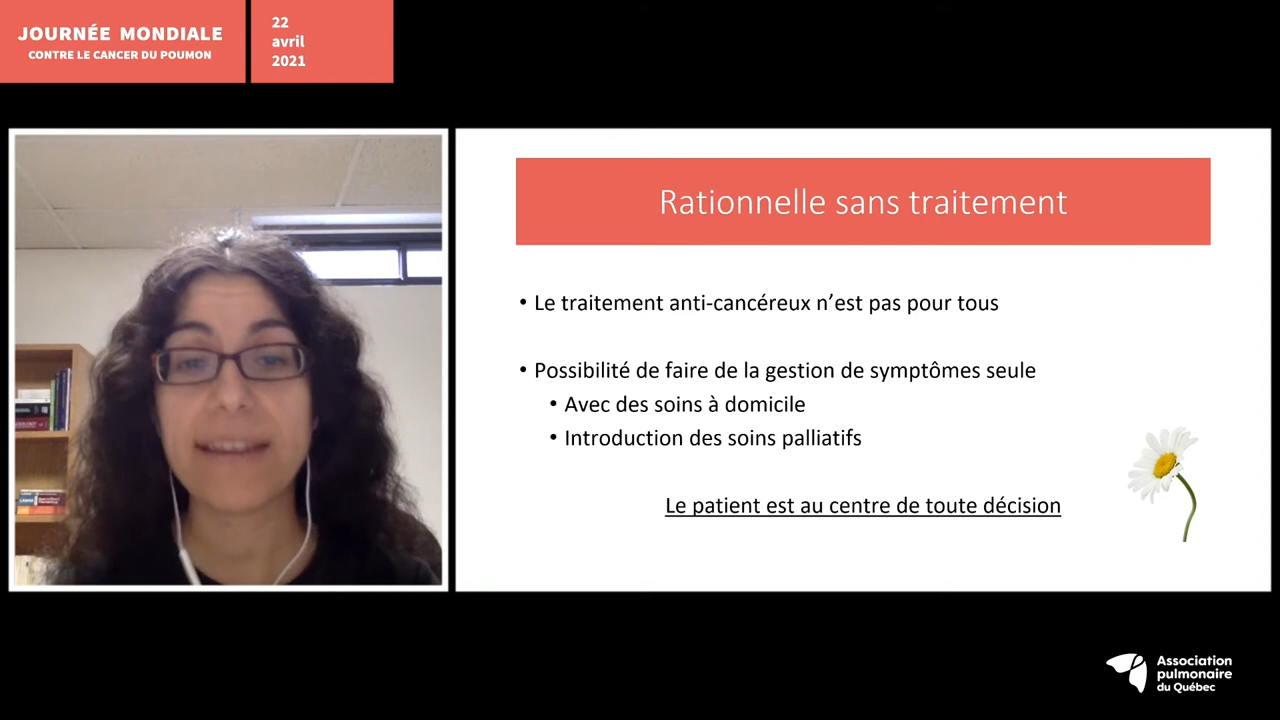 JOURNÉE MONDIALE
CONTRE LE CANCER DU POUMON
22
avril
2021
Rationnelle sans traitement
• Le traitement anti-cancéreux n’est pas pour tous
• Possibilité de faire de la gestion de symptômes seule
• Avec des soins à domicile
• Introduction des soins palliatifs
Le patient est au centre de toute décision
Association
pulmonaire
du Québec